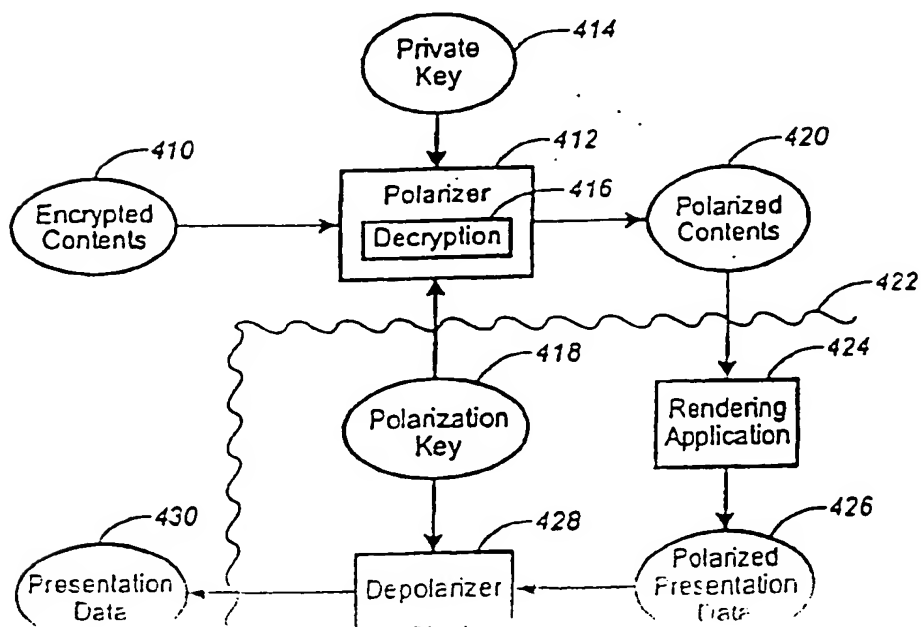 Private
Key
414
412
410
420
Polarizer
416
Encrypted
Contents
Decryption
Polarized
Contents
422
418
424
Polarization
Key
Rendering
Application
430
428
426
Presentation
Data
Depolarizer
Polarized
Presentation
Data